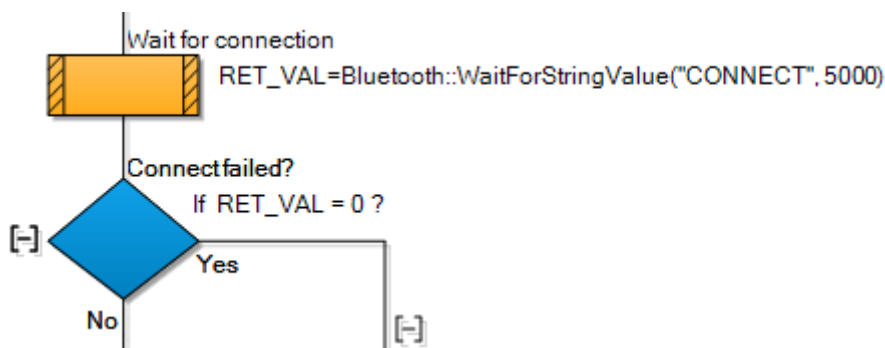 Wait for connection
RET_VAL=Bluetooth::WaitForStringValue("CONNECT", 5000)
Connect failed?
If RET_VAL = 0 ?
Yes
No